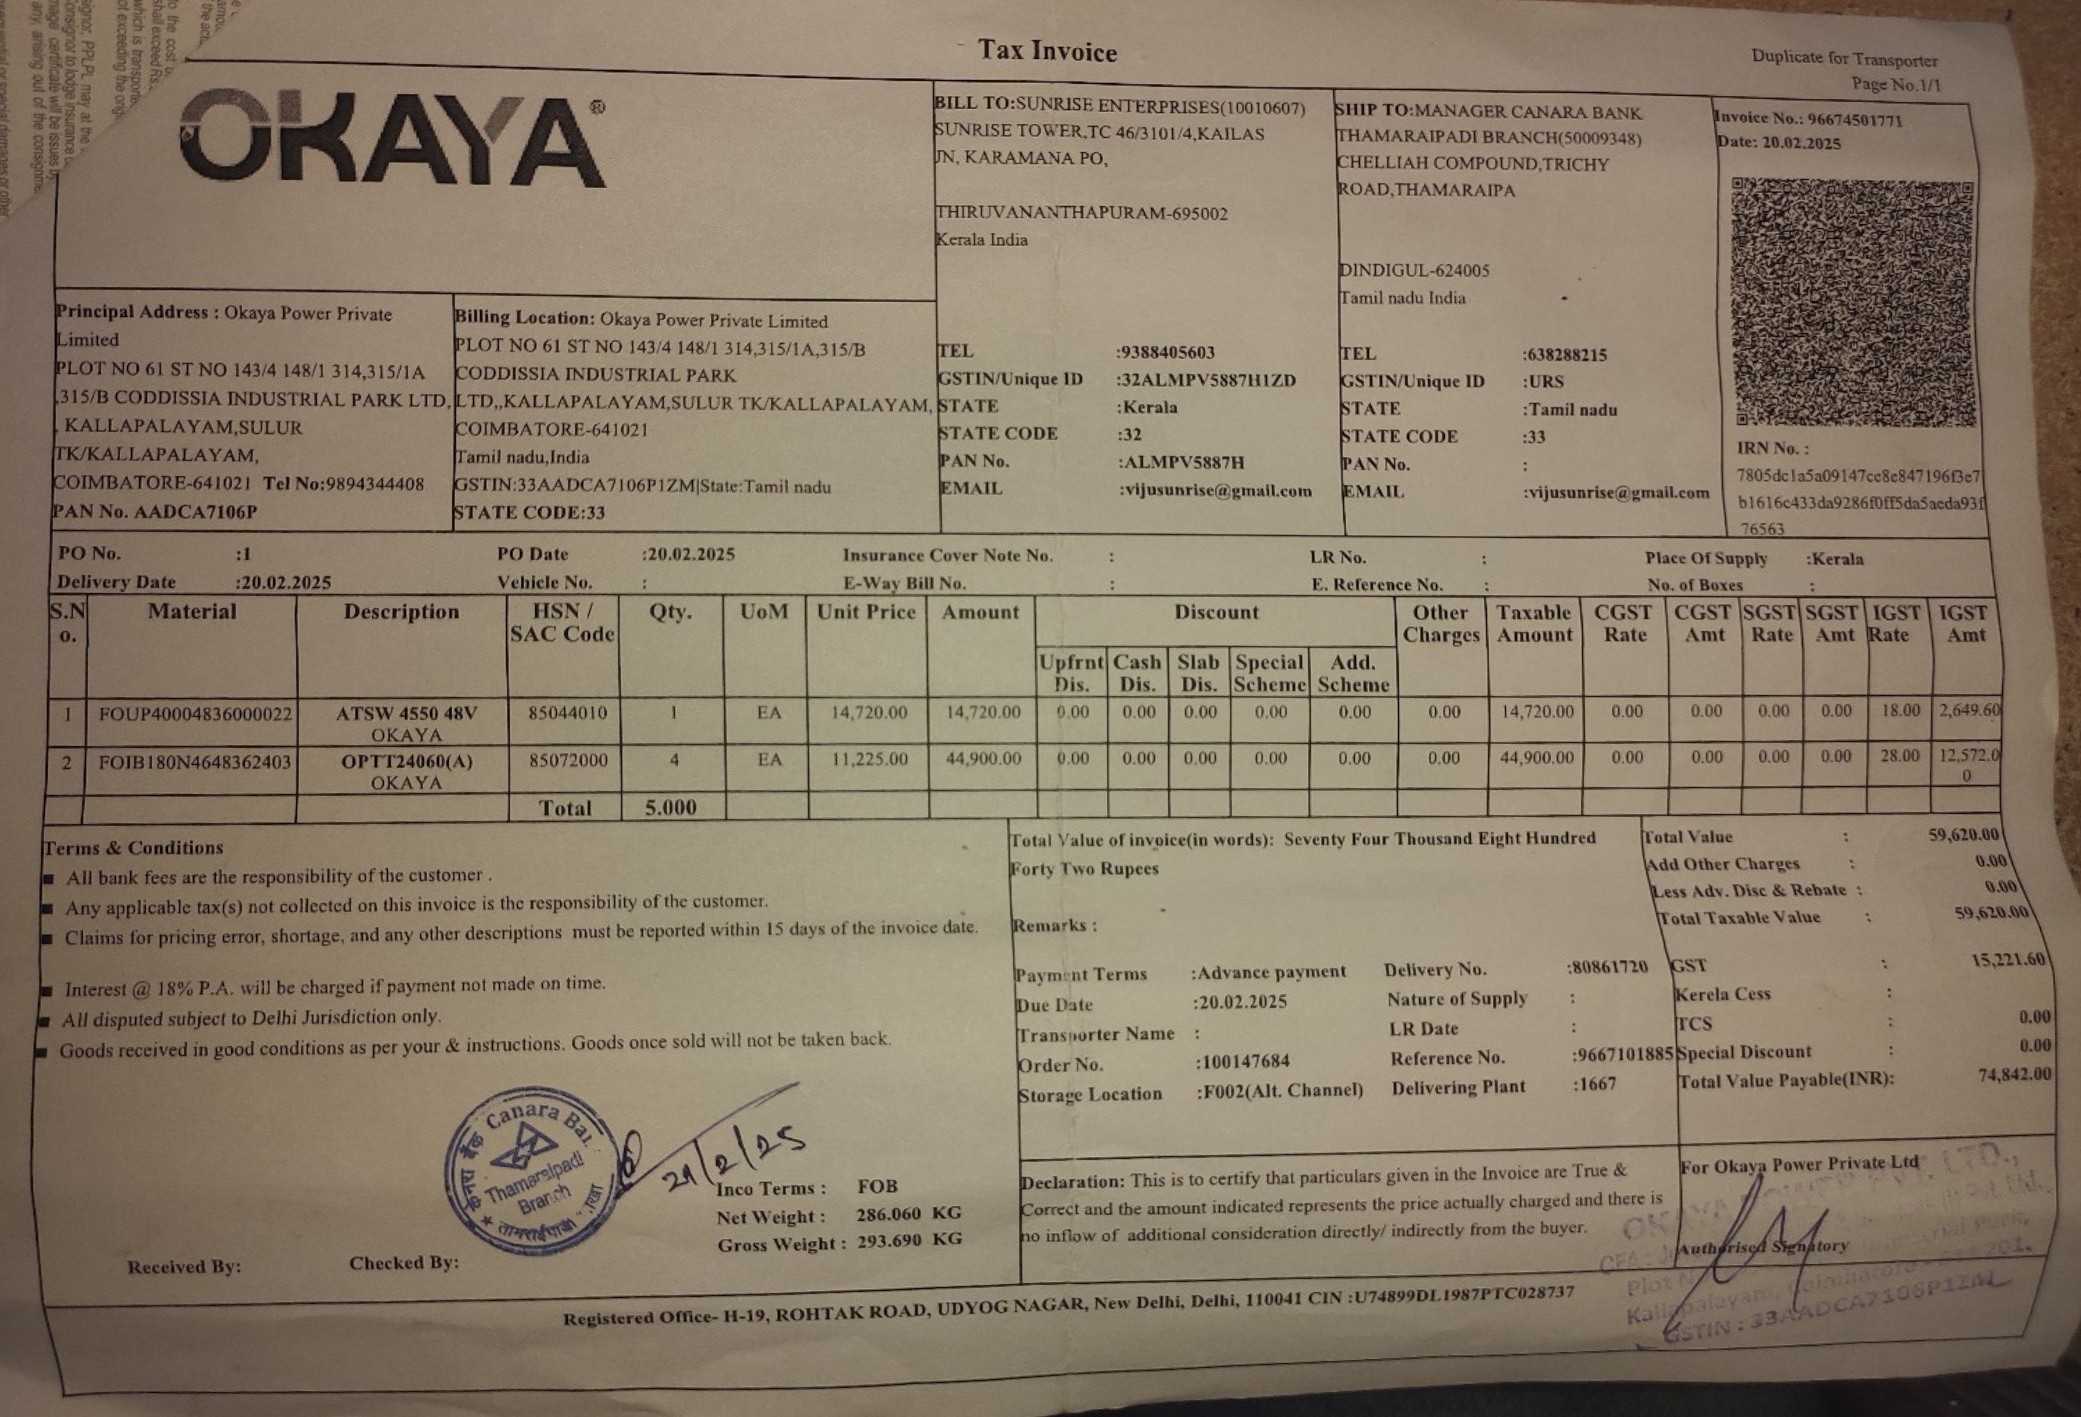 Tax Invoice
Duplicate for Transporter
Page No.1/1
OKAYA®
BILL TO:SUNRISE ENTERPRISES(10010607)
SUNRISE TOWER,TC 46/3101/4,KAILAS
JN, KARAMANA PO,
THIRUVANANTHAPURAM-695002
Kerala India
TEL :9388405603
GSTIN/Unique ID :32ALMPV5887H1ZD
STATE :Kerala
STATE CODE :32
PAN No. :ALMPV5887H
EMAIL :vijusunrise@gmail.com
SHIP TO:MANAGER CANARA BANK
THAMARAIPADI BRANCH(50009348)
CHELLIAH COMPOUND,TRICHY
ROAD,THAMARAIPA
DINDIGUL-624005
Tamil nadu India
TEL :638288215
GSTIN/Unique ID :URS
STATE :Tamil nadu
STATE CODE :33
PAN No. :
EMAIL :vijusunrise@gmail.com
Invoice No.: 96674501771
Date: 20.02.2025
IRN No. :
7805dc1a5a09147ce8e847196f3e7
b1616c433da9286f0ff5da5aeda93f
76563
Principal Address : Okaya Power Private
Limited
PLOT NO 61 ST NO 143/4 148/1 314,315/1A
,315/B CODDISSIA INDUSTRIAL PARK LTD,
, KALLAPALAYAM,SULUR
TK/KALLAPALAYAM,
COIMBATORE-641021 Tel No:9894344408
PAN No. AADCA7106P
Billing Location: Okaya Power Private Limited
PLOT NO 61 ST NO 143/4 148/1 314,315/1A,315/B
CODDISSIA INDUSTRIAL PARK
LTD,,KALLAPALAYAM,SULUR TK/KALLAPALAYAM,
COIMBATORE-641021
Tamil nadu,India
GSTIN:33AADCA7106P1ZM|State:Tamil nadu
STATE CODE:33
PO No. :1 PO Date :20.02.2025 Insurance Cover Note No. : LR No. : Place Of Supply :Kerala
Delivery Date :20.02.2025 Vehicle No. : E-Way Bill No. : E. Reference No. : No. of Boxes :
S.No. Material Description HSN / SAC Code Qty. UoM Unit Price Amount Discount Other Charges Taxable Amount CGST Rate CGST Amt SGST Rate SGST Amt IGST Rate IGST Amt
Upfrnt Dis. Cash Dis. Slab Dis. Special Scheme Add. Scheme
1 FOUP40004836000022 ATSW 4550 48V OKAYA 85044010 1 EA 14,720.00 14,720.00 0.00 0.00 0.00 0.00 0.00 0.00 14,720.00 0.00 0.00 0.00 0.00 18.00 2,649.60
2 FOIB180N4648362403 OPTT24060(A) OKAYA 85072000 4 EA 11,225.00 44,900.00 0.00 0.00 0.00 0.00 0.00 0.00 44,900.00 0.00 0.00 0.00 0.00 28.00 12,572.00
Total 5.000
Terms & Conditions
All bank fees are the responsibility of the customer .
Any applicable tax(s) not collected on this invoice is the responsibility of the customer.
Claims for pricing error, shortage, and any other descriptions must be reported within 15 days of the invoice date.
Interest @ 18% P.A. will be charged if payment not made on time.
All disputed subject to Delhi Jurisdiction only.
Goods received in good conditions as per your & instructions. Goods once sold will not be taken back.
Total Value of invoice(in words): Seventy Four Thousand Eight Hundred
Forty Two Rupees
Remarks :
Payment Terms :Advance payment Delivery No. :80861720
Due Date :20.02.2025 Nature of Supply :
Transporter Name : LR Date :
Order No. :100147684 Reference No. :9667101885
Storage Location :F002(Alt. Channel) Delivering Plant :1667
Total Value : 59,620.00
Add Other Charges : 0.00
Less Adv. Disc & Rebate : 0.00
Total Taxable Value : 59,620.00
GST : 15,221.60
Kerela Cess :
TCS : 0.00
Special Discount : 0.00
Total Value Payable(INR): 74,842.00
Canara
Thamaraipadi
Branch
21/2/25
Inco Terms : FOB
Net Weight : 286.060 KG
Gross Weight : 293.690 KG
Received By:
Checked By:
Declaration: This is to certify that particulars given in the Invoice are True &
Correct and the amount indicated represents the price actually charged and there is
no inflow of additional consideration directly/ indirectly from the buyer.
For Okaya Power Private Ltd
Authorised Signatory
GSTIN : 33AADCA7106P1ZM
Registered Office- H-19, ROHTAK ROAD, UDYOG NAGAR, New Delhi, Delhi, 110041 CIN :U74899DL1987PTC028737